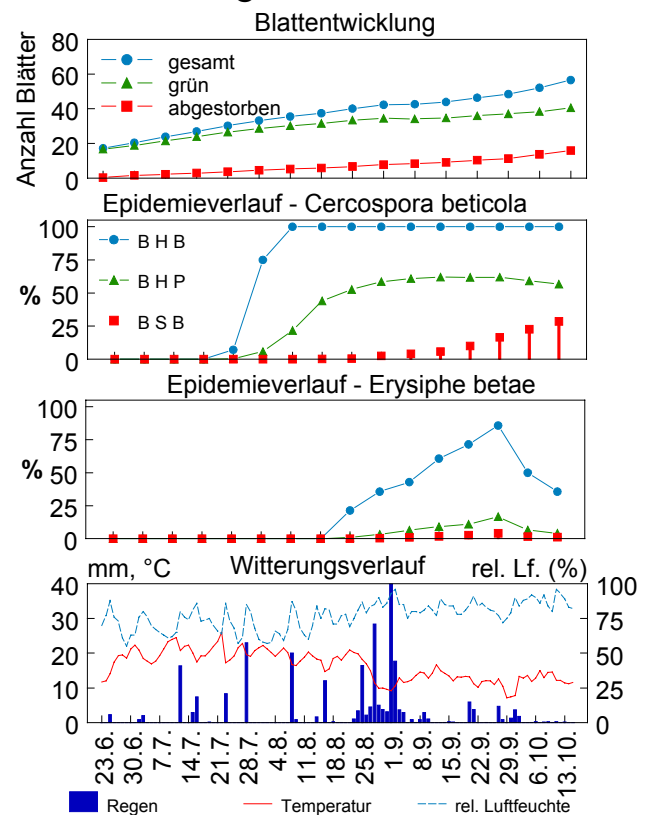 Blattentwicklung
Anzahl Blätter
80
60
40
20
0
gesamt
grün
abgestorben
Epidemieverlauf - Cercospora beticola
%
100
75
50
25
0
B H B
B H P
B S B
Epidemieverlauf - Erysiphe betae
%
100
75
50
25
0
mm, °C Witterungsverlauf rel. Lf. (%)
40 100
30 75
20 50
10 25
0 0
23.6. 30.6. 7.7. 14.7. 21.7. 28.7. 4.8. 11.8. 18.8. 25.8. 1.9. 8.9. 15.9. 22.9. 29.9. 6.10. 13.10.
Regen Temperatur rel. Luftfeuchte